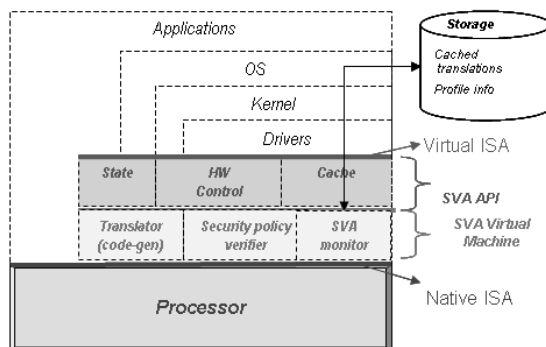 Applications
OS
Kernel
Drivers
Storage
Cached
translations
Profile info
Virtual ISA
State
HW
Control
Cache
SVA API
Translator
(code-gen)
Security policy
verifier
SVA
monitor
SVA Virtual
Machine
Native ISA
Processor